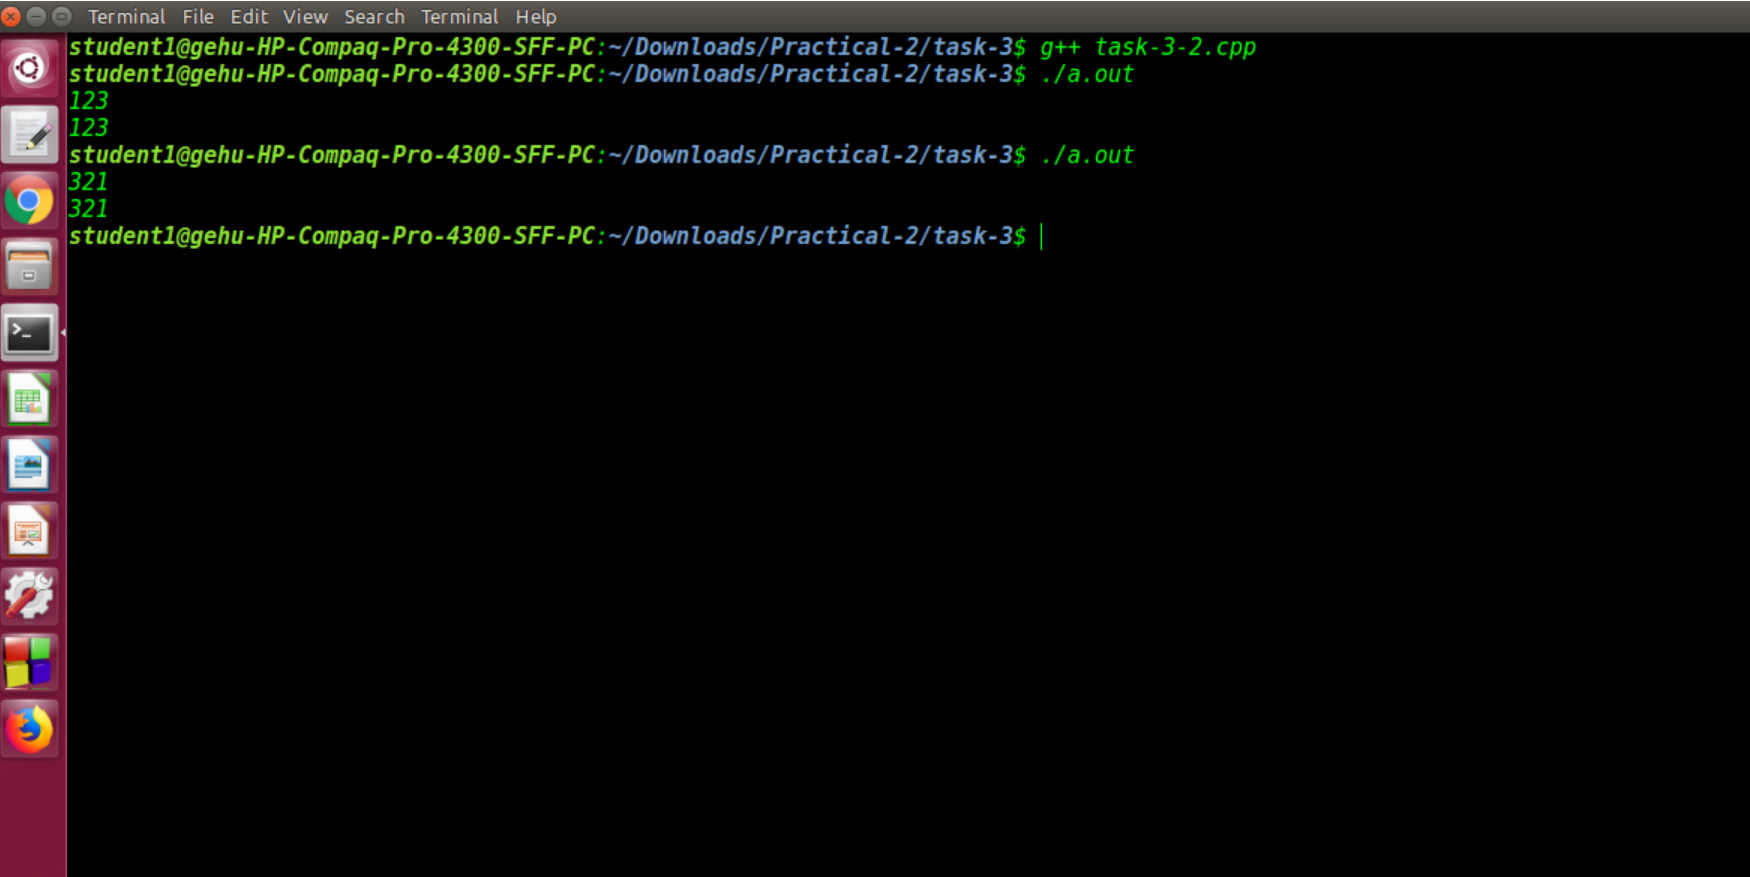 Terminal File Edit View Search Terminal Help
student1@gehu-HP-Compaq-Pro-4300-SFF-PC:~/Downloads/Practical-2/task-3$ g++ task-3-2.cpp
student1@gehu-HP-Compaq-Pro-4300-SFF-PC:~/Downloads/Practical-2/task-3$ ./a.out
123
123
student1@gehu-HP-Compaq-Pro-4300-SFF-PC:~/Downloads/Practical-2/task-3$ ./a.out
321
321
student1@gehu-HP-Compaq-Pro-4300-SFF-PC:~/Downloads/Practical-2/task-3$